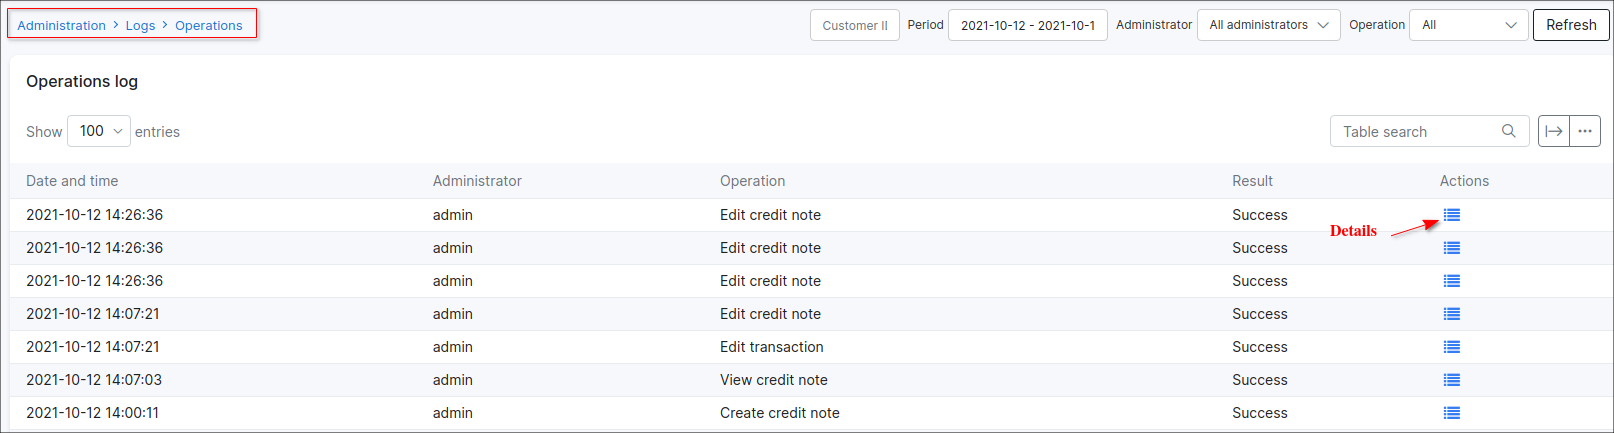 Administration > Logs > Operations
Customer II Period 2021-10-12 - 2021-10-1 Administrator All administrators Operation All Refresh
Operations log
Show 100 entries
Table search
Date and time Administrator Operation Result Actions
2021-10-12 14:26:36 admin Edit credit note Success
Details
2021-10-12 14:26:36 admin Edit credit note Success
2021-10-12 14:26:36 admin Edit credit note Success
2021-10-12 14:07:21 admin Edit credit note Success
2021-10-12 14:07:21 admin Edit transaction Success
2021-10-12 14:07:03 admin View credit note Success
2021-10-12 14:00:11 admin Create credit note Success